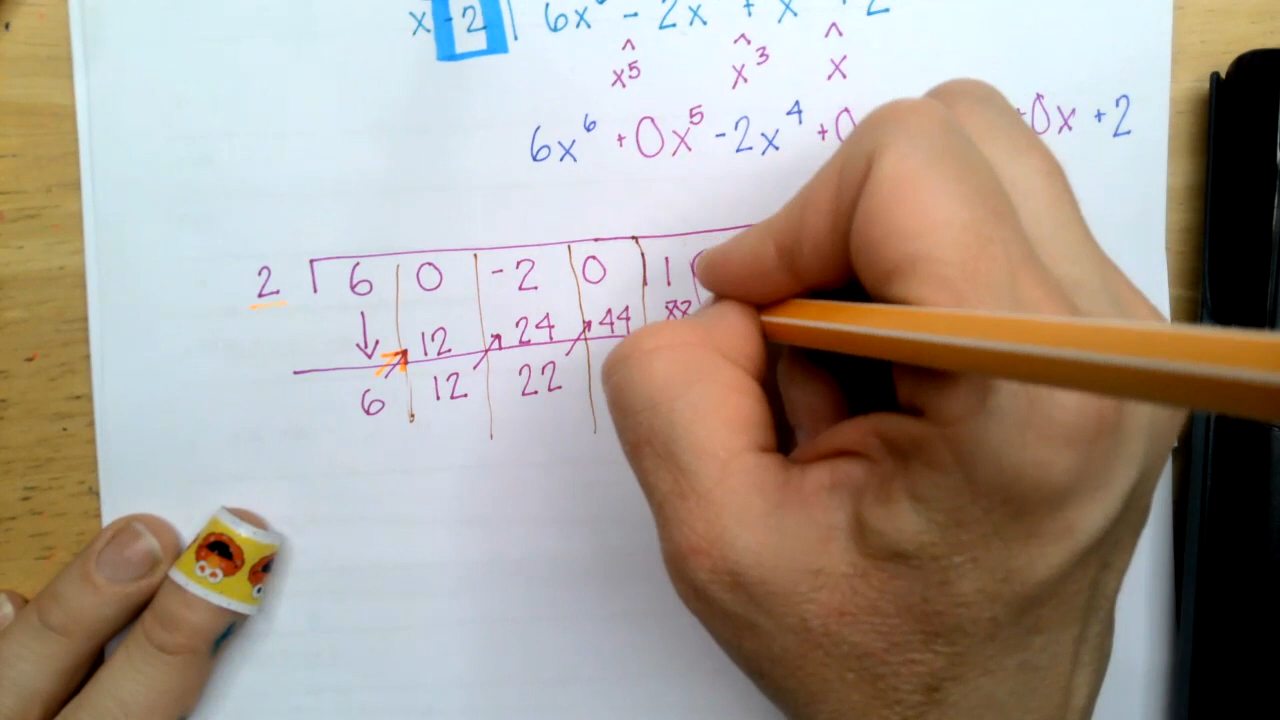 x -2 | 6x - 2x + x + 2
^ ^ ^
x⁵ x³ x
6x⁶ +0x⁵ -2x⁴ +0 +0x +2
2 6 0 -2 0 1
↓ 12 24 44 88
6 12 22